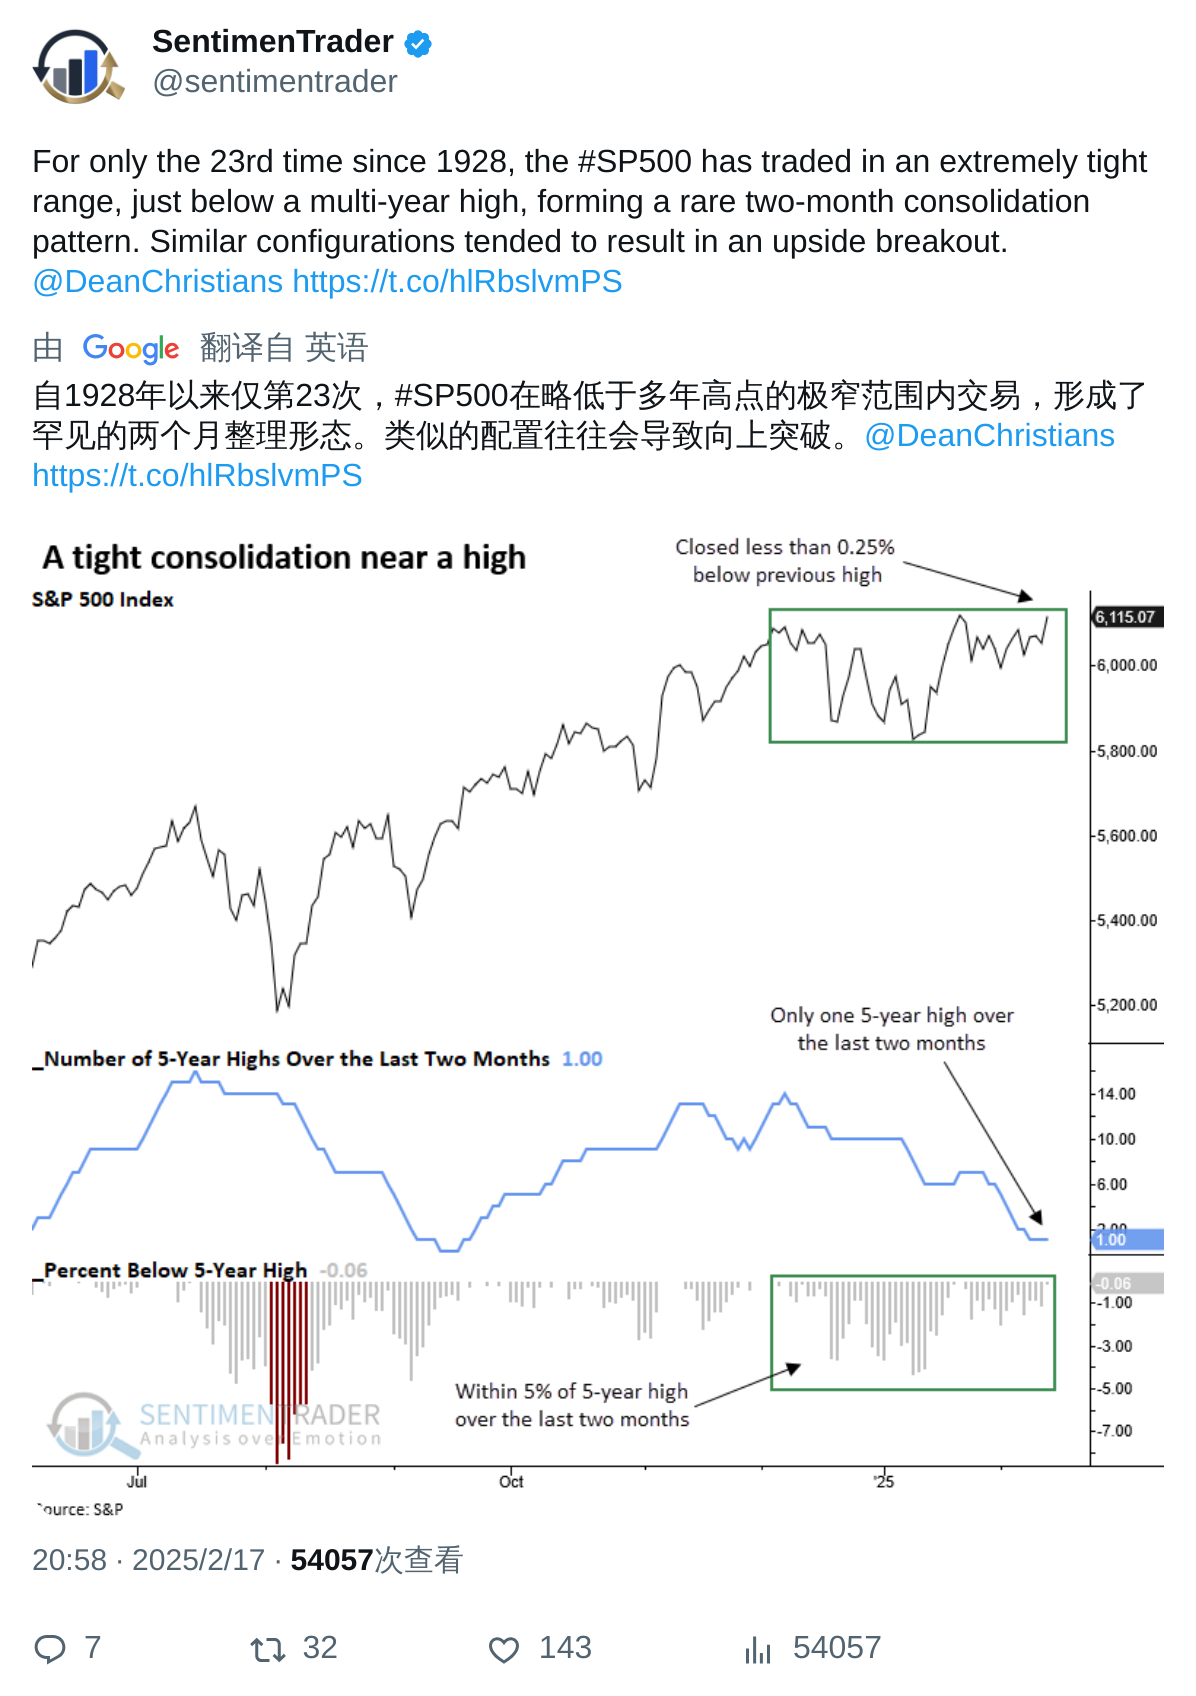 SentimenTrader
@sentimentrader
For only the 23rd time since 1928, the #SP500 has traded in an extremely tight
range, just below a multi-year high, forming a rare two-month consolidation
pattern. Similar configurations tended to result in an upside breakout.
@DeanChristians https://t.co/hlRbslvmPS
由 Google 翻译自 英语
自1928年以来仅第23次，#SP500在略低于多年高点的极窄范围内交易，形成了
罕见的两个月整理形态。类似的配置往往会导致向上突破。@DeanChristians
https://t.co/hlRbslvmPS
A tight consolidation near a high
S&P 500 Index
Closed less than 0.25%
below previous high
6,115.07
6,000.00
5,800.00
5,600.00
5,400.00
5,200.00
Only one 5-year high over
the last two months
_Number of 5-Year Highs Over the Last Two Months 1.00
14.00
10.00
6.00
2.00
1.00
_Percent Below 5-Year High -0.06
-0.06
-1.00
-3.00
-5.00
-7.00
Within 5% of 5-year high
over the last two months
SENTIMENTRADER
Analysis over Emotion
Jul
Oct
'25
Source: S&P
20:58 · 2025/2/17 · 54057次查看
7
32
143
54057